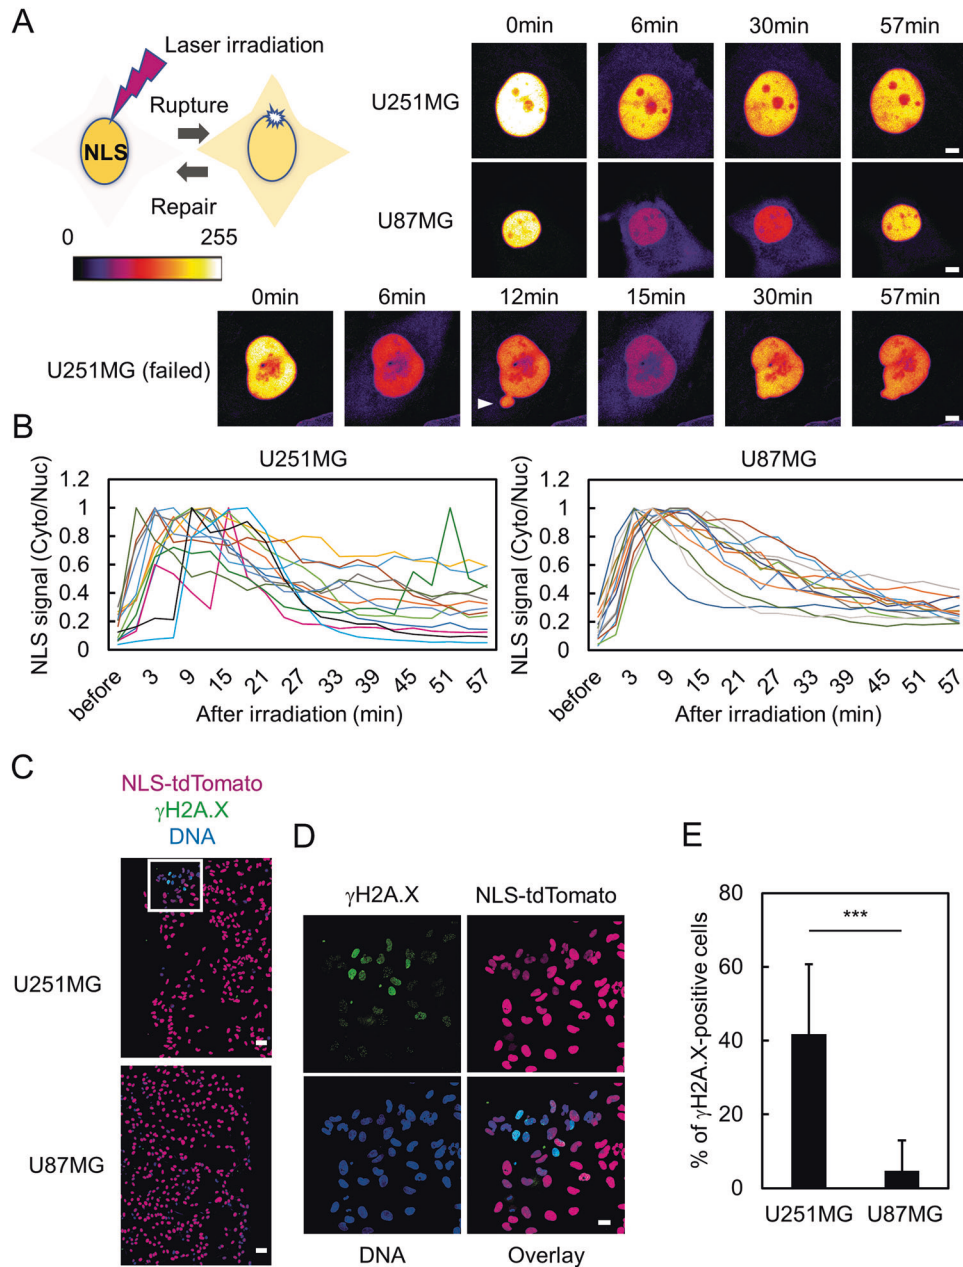 A
Laser irradiation
Rupture
NLS
Repair
0 255
0min 6min 30min 57min
U251MG
U87MG
0min 6min 12min 15min 30min 57min
U251MG (failed)
B
U251MG
NLS signal (Cyto/Nuc)
1.2
1
0.8
0.6
0.4
0.2
0
before 3 9 15 21 27 33 39 45 51 57
After irradiation (min)
U87MG
NLS signal (Cyto/Nuc)
1.2
1
0.8
0.6
0.4
0.2
0
before 3 9 15 21 27 33 39 45 51 57
After irradiation (min)
C
NLS-tdTomato
γH2A.X
DNA
U251MG
U87MG
D
γH2A.X NLS-tdTomato
DNA Overlay
E
% of γH2A.X-positive cells
80
60
40
20
0
***
U251MG U87MG